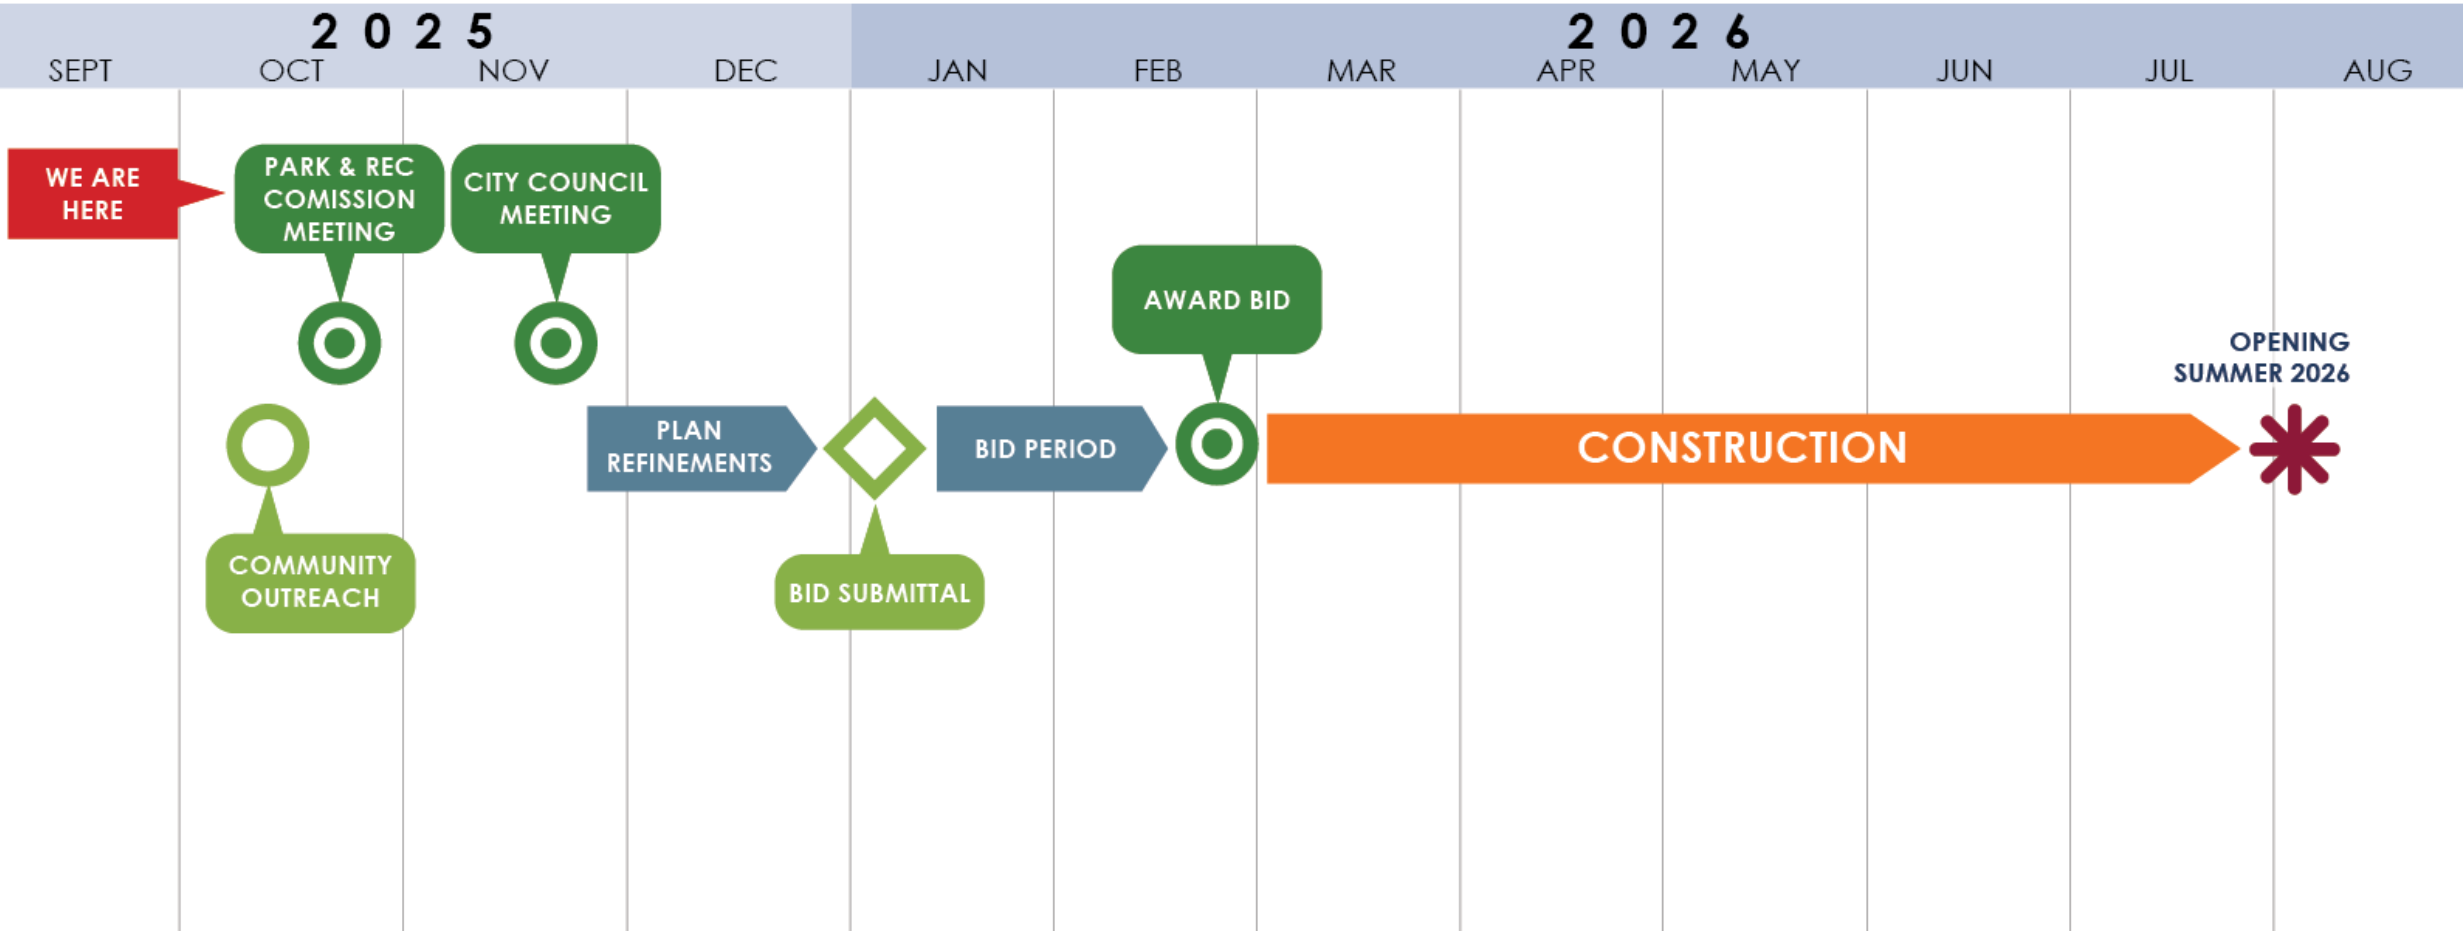 2 0 2 5
2 0 2 6
SEPT OCT NOV DEC JAN FEB MAR APR MAY JUN JUL AUG
WE ARE
HERE
PARK & REC
COMISSION
MEETING
CITY COUNCIL
MEETING
AWARD BID
OPENING
SUMMER 2026
PLAN
REFINEMENTS
BID PERIOD
CONSTRUCTION
COMMUNITY
OUTREACH
BID SUBMITTAL